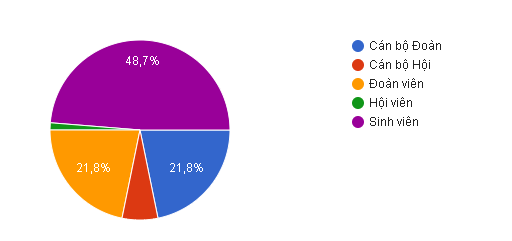 48,7%
21,8%
21,8%
Cán bộ Đoàn
Cán bộ Hội
Đoàn viên
Hội viên
Sinh viên